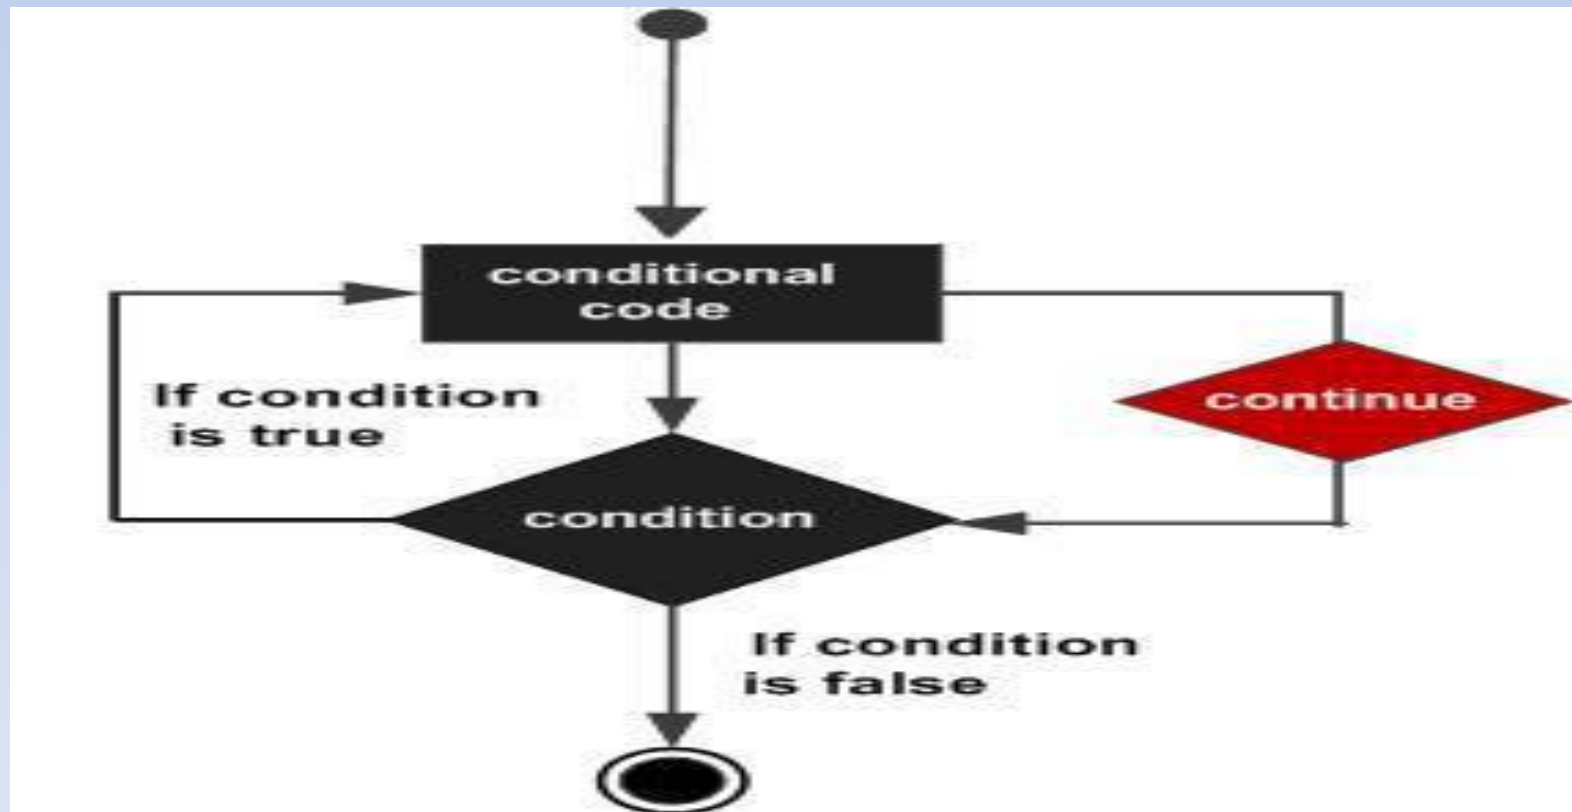 conditional
code
If condition
is true
continue
condition
If condition
is false